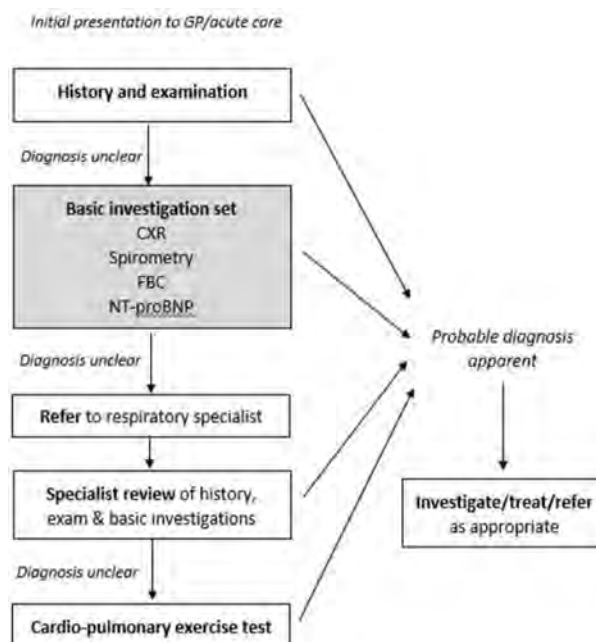 Initial presentation to GP/acute care
History and examination
Diagnosis unclear
Basic investigation set
CXR
Spirometry
FBC
NT-proBNP
Diagnosis unclear
Refer to respiratory specialist
Specialist review of history,
exam & basic investigations
Diagnosis unclear
Cardio-pulmonary exercise test
Probable diagnosis
apparent
Investigate/treat/refer
as appropriate